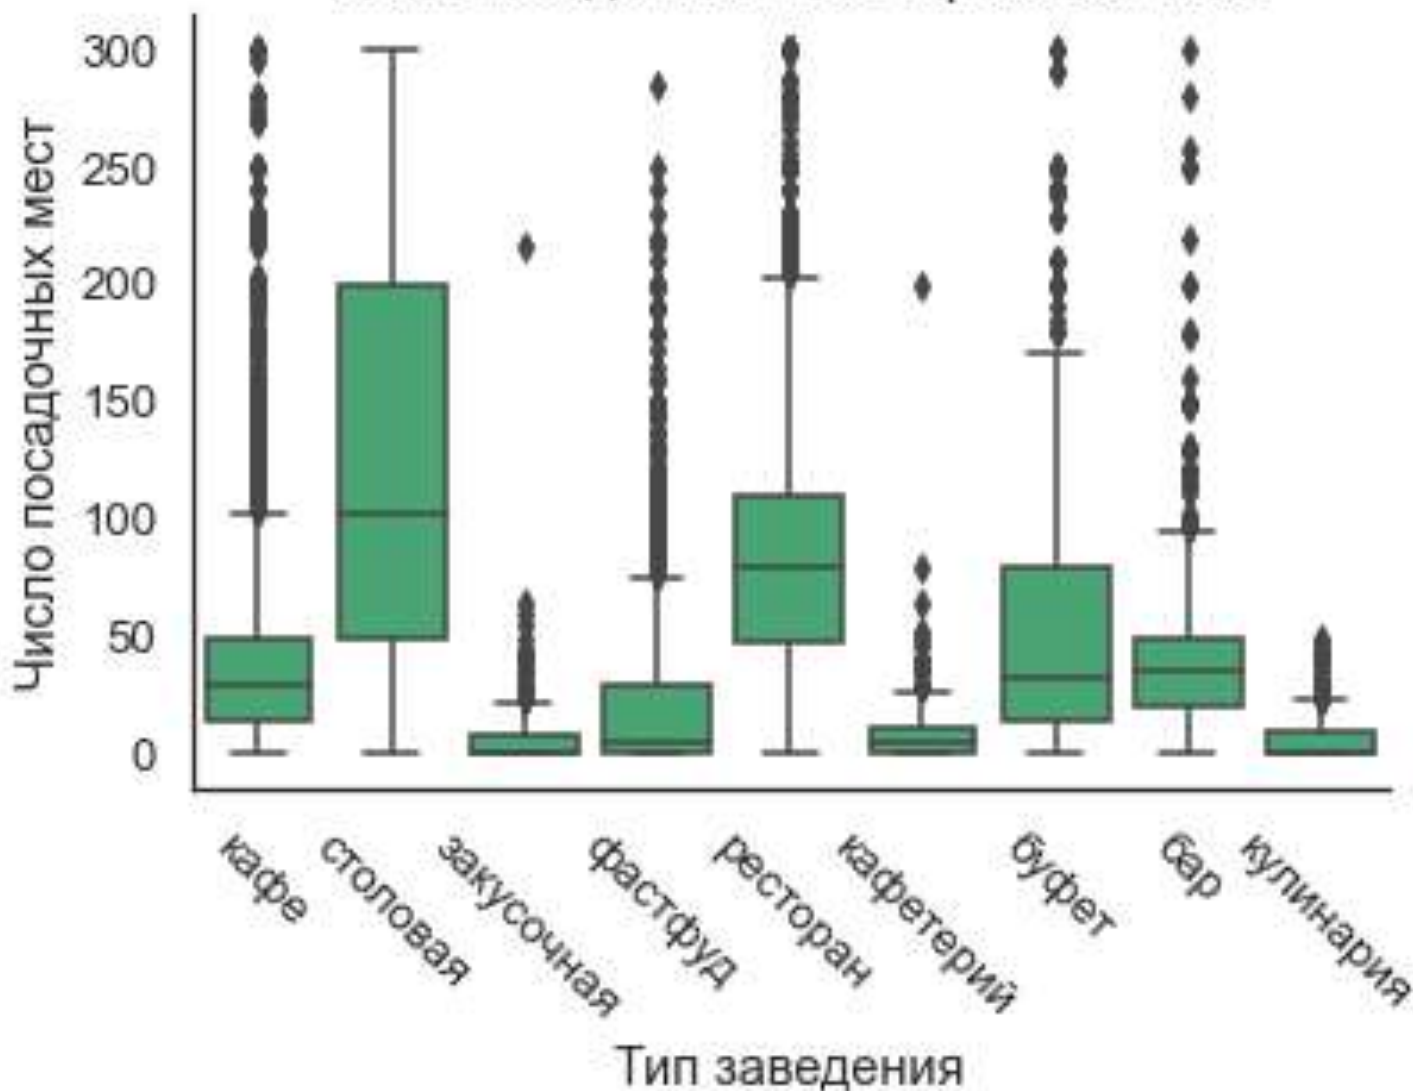 Число посадочных мест
300
250
200
150
100
50
0
кафе
столовая
закусочная
фастфуд
ресторан
кафетерий
буфет
бар
кулинария
Тип заведения